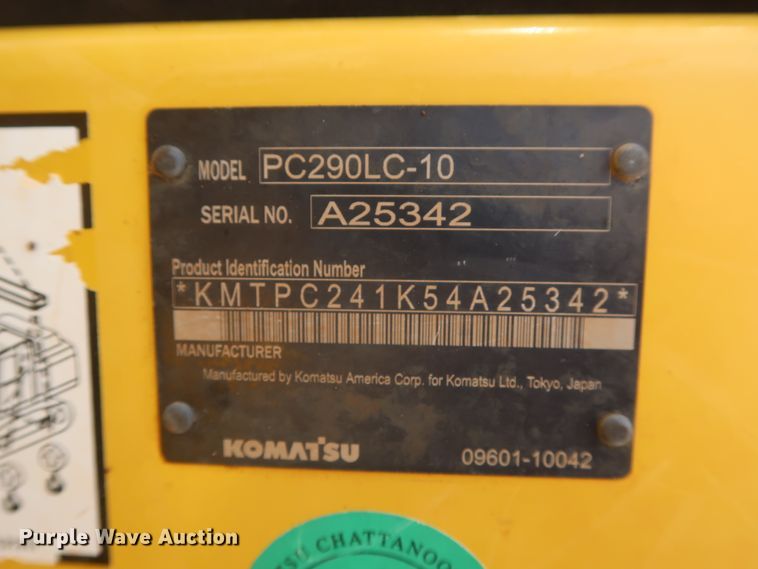 MODEL PC290LC-10
SERIAL NO. A25342
Product Identification Number
*KMTPC241K54A25342*
MANUFACTURER
Manufactured by Komatsu America Corp. for Komatsu Ltd., Tokyo, Japan
KOMATSU 09601-10042
CHATTANOO
Purple Wave Auction